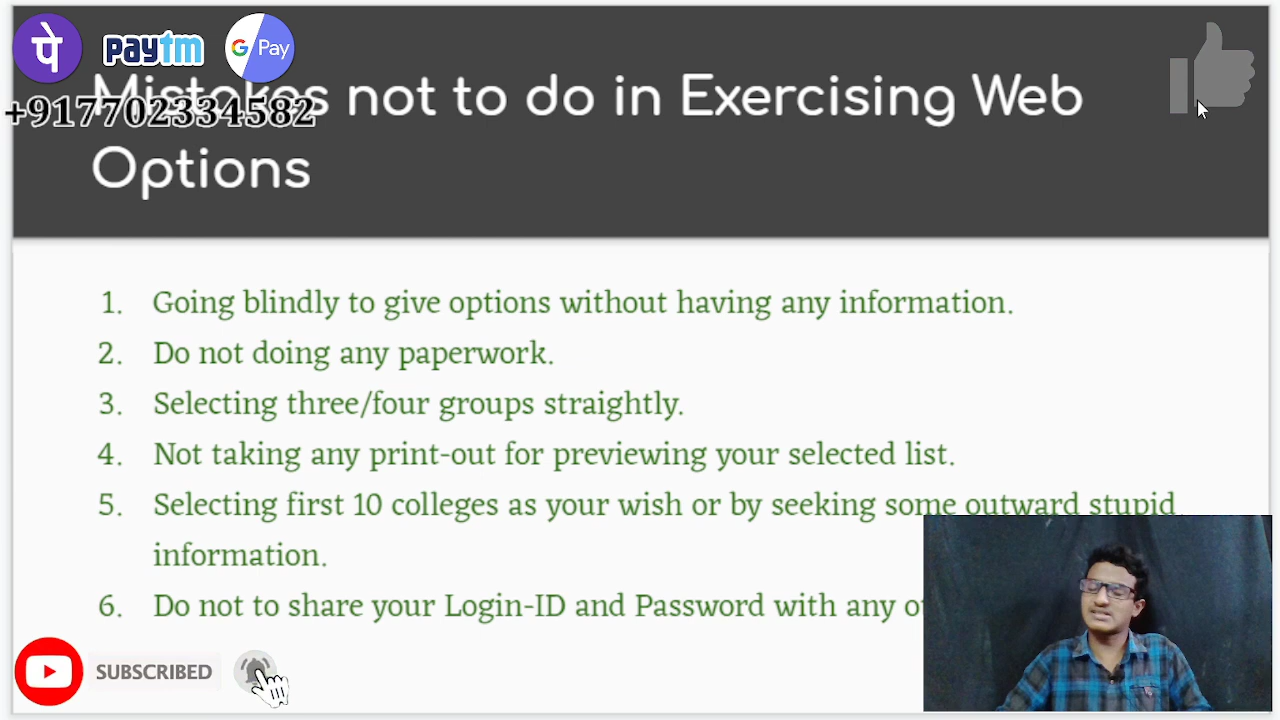 पे paytm G Pay
Mistakes not to do in Exercising Web
+917702334582
Options
1. Going blindly to give options without having any information.
2. Do not doing any paperwork.
3. Selecting three/four groups straightly.
4. Not taking any print-out for previewing your selected list.
5. Selecting first 10 colleges as your wish or by seeking some outward stupid
information.
6. Do not to share your Login-ID and Password with any
SUBSCRIBED